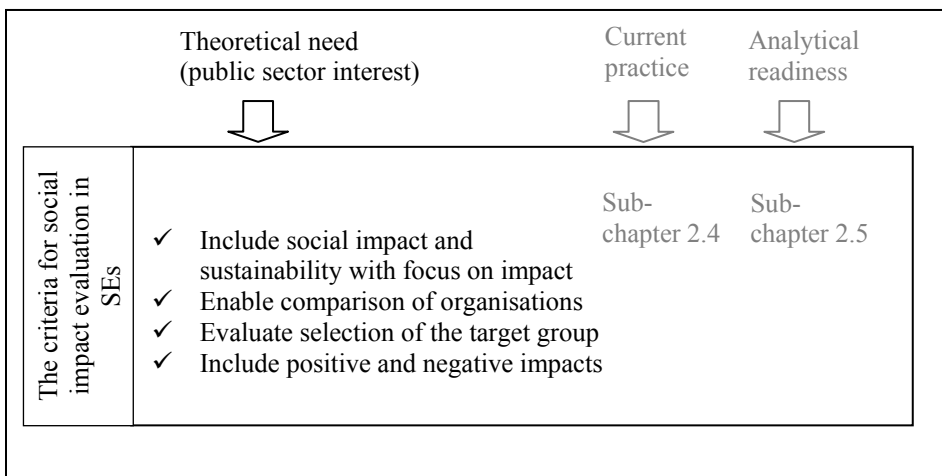 Theoretical need
(public sector interest)
Current
practice
Analytical
readiness
The criteria for social
impact evaluation in
SEs
✓ Include social impact and
sustainability with focus on impact
✓ Enable comparison of organisations
✓ Evaluate selection of the target group
✓ Include positive and negative impacts
Sub-
chapter 2.4
Sub-
chapter 2.5